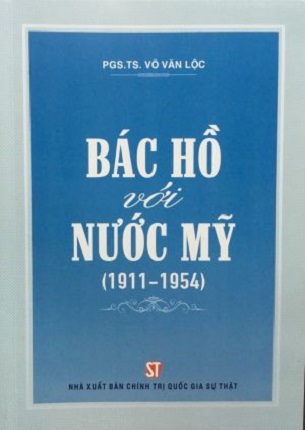 PGS.TS. VÕ VĂN LỘC
BÁC HỒ
với
NƯỚC MỸ
(1911-1954)
ST
NHÀ XUẤT BẢN CHÍNH TRỊ QUỐC GIA SỰ THẬT